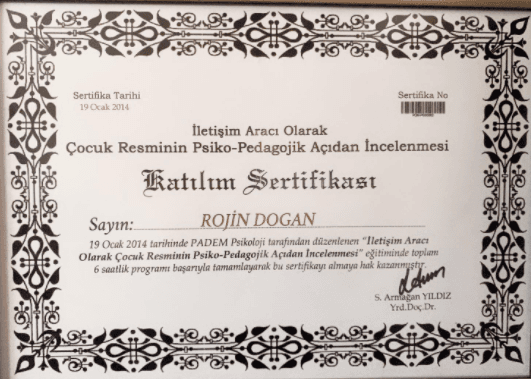 Sertifika Tarihi
19 Ocak 2014
Sertifika No
İletişim Aracı Olarak
Çocuk Resminin Psiko-Pedagojik Açıdan İncelenmesi
Katılım Sertifikası
Sayın: ROJİN DOGAN
19 Ocak 2014 tarihinde PADEM Psikoloji tarafından düzenlenen "İletişim Aracı
Olarak Çocuk Resminin Psiko-Pedagojik Açıdan İncelenmesi" eğitiminde toplam
6 saatlik programı başarıyla tamamlayarak bu sertifikayı almaya hak kazanmıştır.
S. Armağan YILDIZ
Yrd.Doç.Dr.